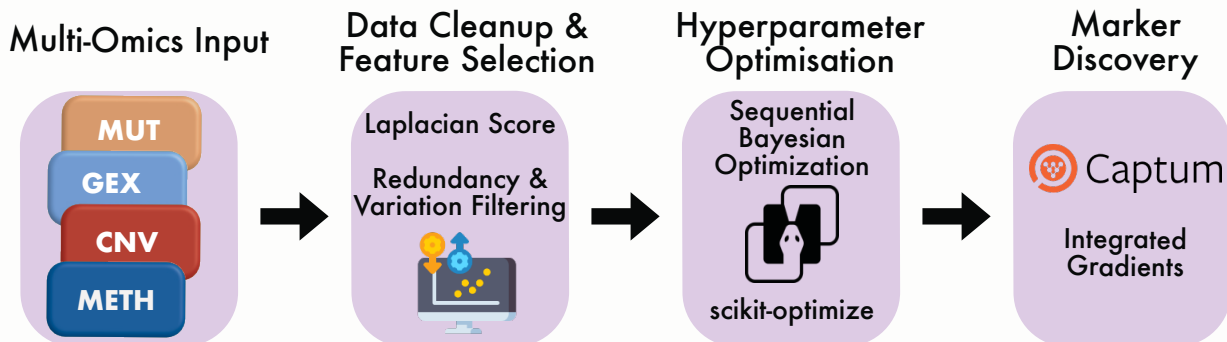 Multi-Omics Input
MUT
GEX
CNV
METH
Data Cleanup &
Feature Selection
Laplacian Score
Redundancy &
Variation Filtering
Hyperparameter
Optimisation
Sequential
Bayesian
Optimization
scikit-optimize
Marker
Discovery
Captum
Integrated
Gradients